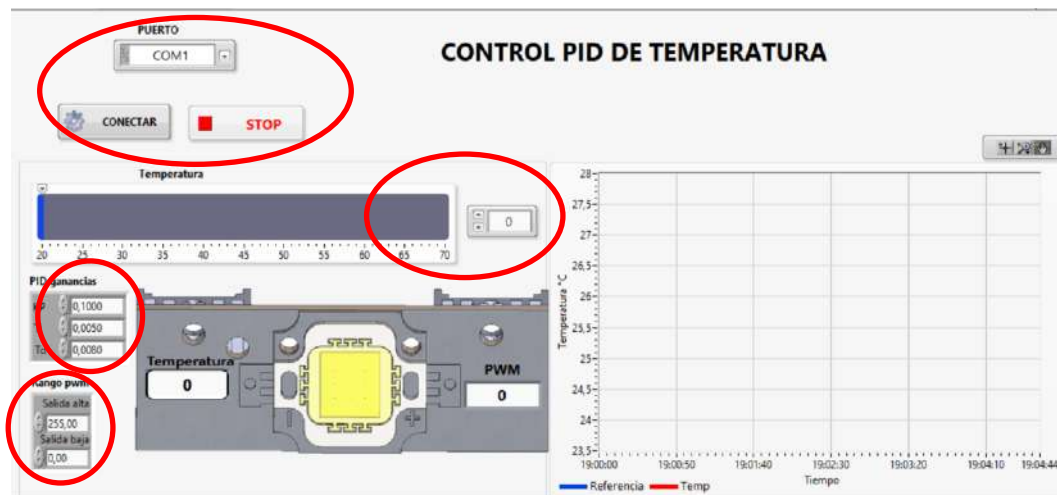 PUERTO
COM1
CONTROL PID DE TEMPERATURA
CONECTAR
STOP
Temperatura
0
20 25 30 35 40 45 50 55 60 65 70
PID ganancias
0,1000
0,0050
0,0080
Rango pwm
Salida alta
255,00
Salida baja
0,00
Temperatura
0
PWM
0
Temperatura °C
28
27,5
27
26,5
26
25,5
25
24,5
24
23,5
19:00:00 19:00:50 19:01:40 19:02:30 19:03:20 19:04:10 19:04:44
Tiempo
Referencia Temp